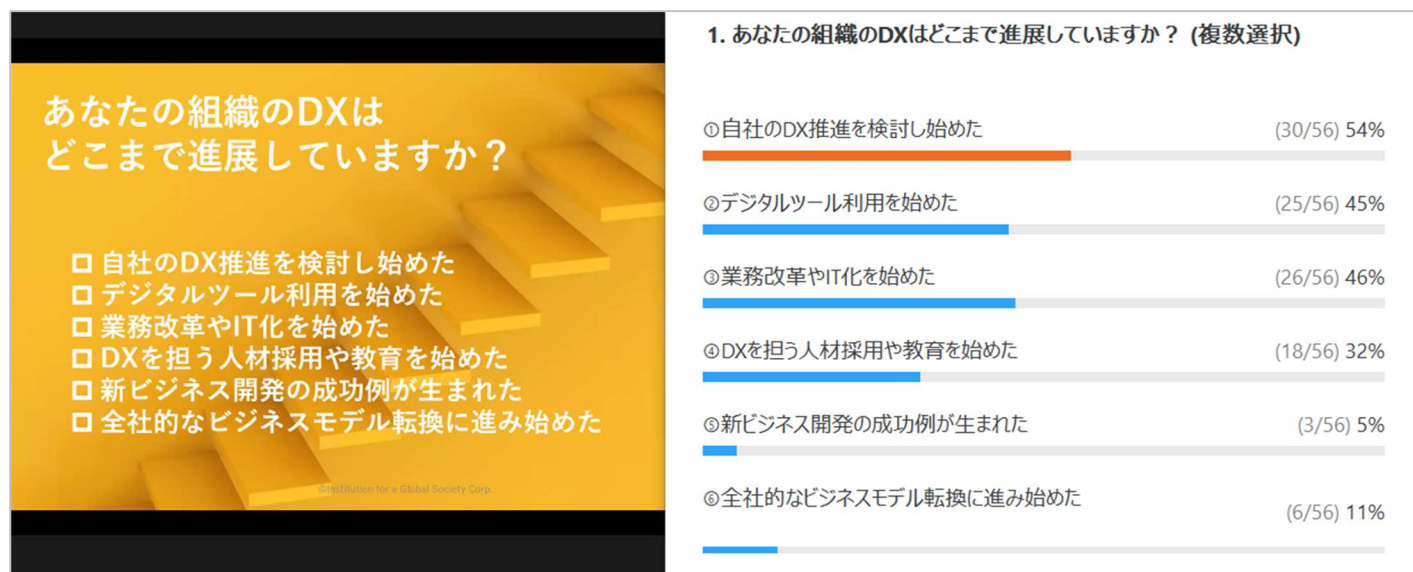 あなたの組織のDXは
どこまで進展していますか？
□ 自社のDX推進を検討し始めた
□ デジタルツール利用を始めた
□ 業務改革やIT化を始めた
□ DXを担う人材採用や教育を始めた
□ 新ビジネス開発の成功例が生まれた
□ 全社的なビジネスモデル転換に進み始めた
©Institution for a Global Society Corp.
1. あなたの組織のDXはどこまで進展していますか？ (複数選択)
①自社のDX推進を検討し始めた (30/56) 54%
②デジタルツール利用を始めた (25/56) 45%
③業務改革やIT化を始めた (26/56) 46%
④DXを担う人材採用や教育を始めた (18/56) 32%
⑤新ビジネス開発の成功例が生まれた (3/56) 5%
⑥全社的なビジネスモデル転換に進み始めた (6/56) 11%